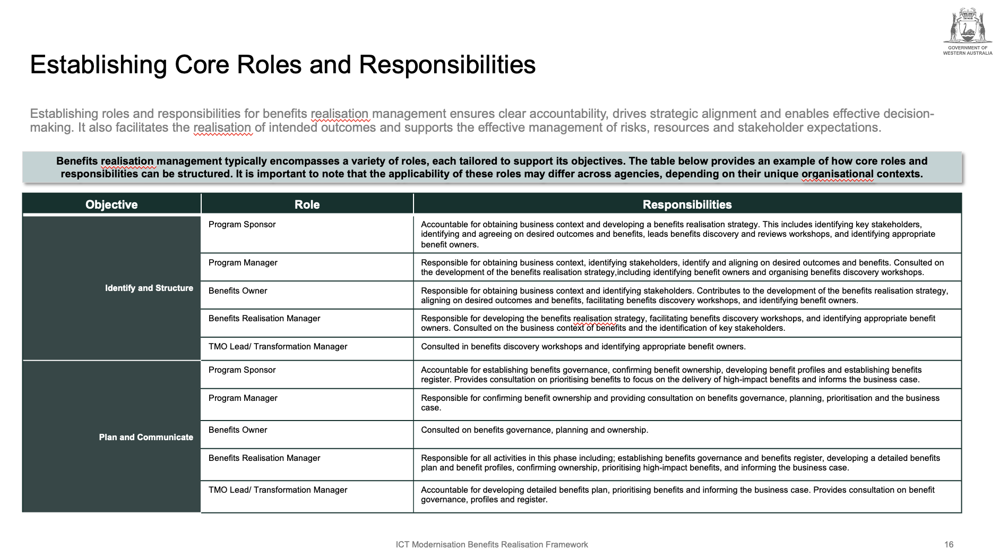 GOVERNMENT OF
WESTERN AUSTRALIA
Establishing Core Roles and Responsibilities
Establishing roles and responsibilities for benefits realisation management ensures clear accountability, drives strategic alignment and enables effective decision-
making. It also facilitates the realisation of intended outcomes and supports the effective management of risks, resources and stakeholder expectations.
Benefits realisation management typically encompasses a variety of roles, each tailored to support its objectives. The table below provides an example of how core roles and
responsibilities can be structured. It is important to note that the applicability of these roles may differ across agencies, depending on their unique organisational contexts.
Objective
Role
Responsibilities
Identify and Structure
Program Sponsor
Accountable for obtaining business context and developing a benefits realisation strategy. This includes identifying key stakeholders,
identifying and agreeing on desired outcomes and benefits, leads benefits discovery and reviews workshops, and identifying appropriate
benefit owners.
Program Manager
Responsible for obtaining business context, identifying stakeholders, identify and aligning on desired outcomes and benefits. Consulted on
the development of the benefits realisation strategy,including identifying benefit owners and organising benefits discovery workshops.
Benefits Owner
Responsible for obtaining business context and identifying stakeholders. Contributes to the development of the benefits realisation strategy,
aligning on desired outcomes and benefits, facilitating benefits discovery workshops, and identifying benefit owners.
Benefits Realisation Manager
Responsible for developing the benefits realisation strategy, facilitating benefits discovery workshops, and identifying appropriate benefit
owners. Consulted on the business context of benefits and the identification of key stakeholders.
TMO Lead/ Transformation Manager
Consulted in benefits discovery workshops and identifying appropriate benefit owners.
Plan and Communicate
Program Sponsor
Accountable for establishing benefits governance, confirming benefit ownership, developing benefit profiles and establishing benefits
register. Provides consultation on prioritising benefits to focus on the delivery of high-impact benefits and informs the business case.
Program Manager
Responsible for confirming benefit ownership and providing consultation on benefits governance, planning, prioritisation and the business
case.
Benefits Owner
Consulted on benefits governance, planning and ownership.
Benefits Realisation Manager
Responsible for all activities in this phase including; establishing benefits governance and benefits register, developing a detailed benefits
plan and benefit profiles, confirming ownership, prioritising high-impact benefits, and informing the business case.
TMO Lead/ Transformation Manager
Accountable for developing detailed benefits plan, prioritising benefits and informing the business case. Provides consultation on benefit
governance, profiles and register.
ICT Modernisation Benefits Realisation Framework
16